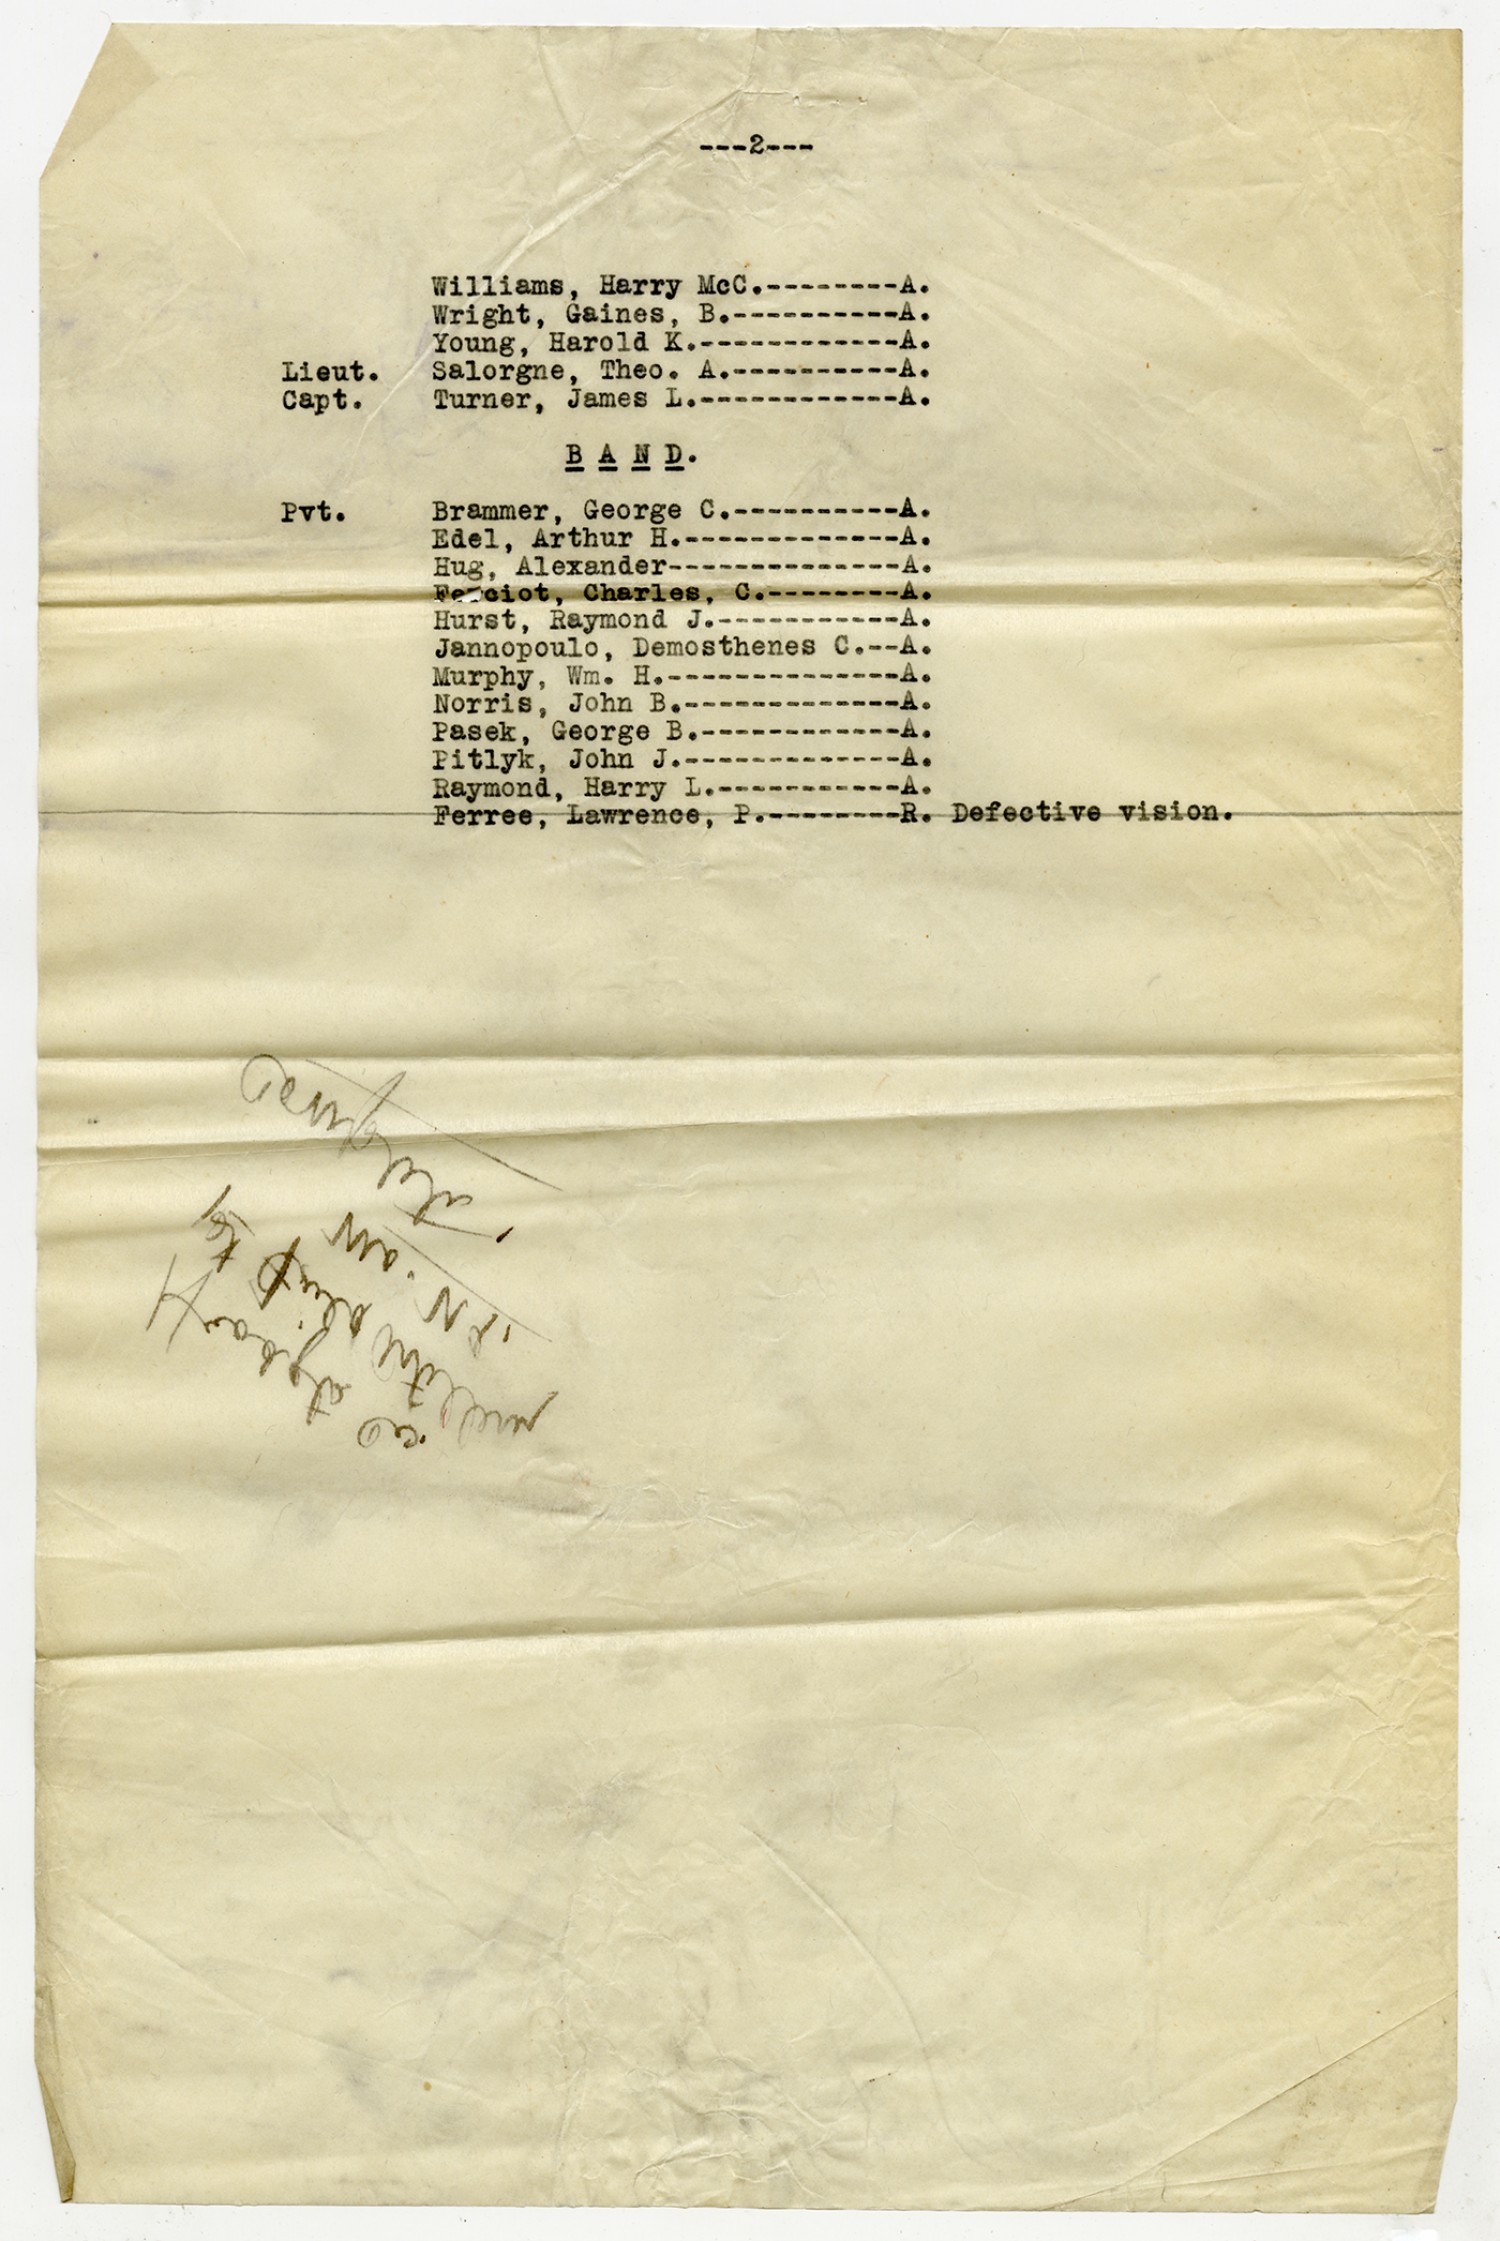 ---2---
Williams, Harry McC.--------A.
Wright, Gaines, B.----------A.
Young, Harold K.------------A.
Lieut. Salorgne, Theo. A.----------A.
Capt. Turner, James L.------------A.
B A N D.
Pvt. Brammer, George C.----------A.
Edel, Arthur H.-------------A.
Hug, Alexander--------------A.
Charles, C.--------A.
Hurst, Raymond J.-----------A.
Jannopoulo, Demosthenes C.--A.
Murphy, Wm. H.--------------A.
Norris, John B.-------------A.
Pasek, George B.------------A.
Pitlyk, John J.-------------A.
Raymond, Harry L.-----------A.
Ferree, Lawrence, P.--------R. Defective vision.